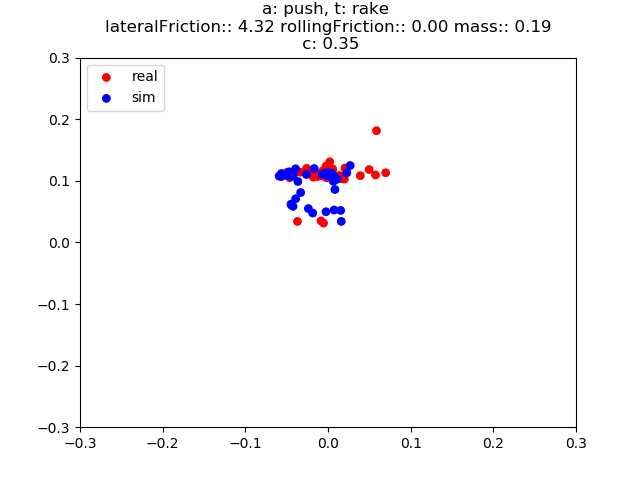 a: push, t: rake
lateralFriction:: 4.32 rollingFriction:: 0.00 mass:: 0.19
c: 0.35
real
sim
0.3
0.2
0.1
0.0
−0.1
−0.2
−0.3
−0.3 −0.2 −0.1 0.0 0.1 0.2 0.3